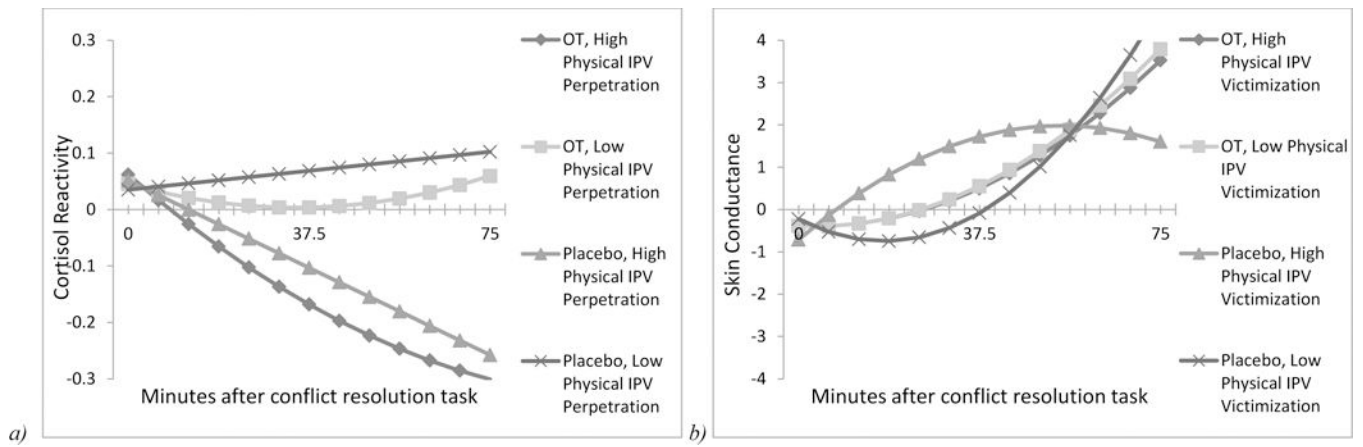 0.3
0.2
0.1
0
-0.1
-0.2
-0.3
Cortisol Reactivity
0
37.5
75
Minutes after conflict resolution task
OT, High
Physical IPV
Perpetration
OT, Low
Physical IPV
Perpetration
Placebo, High
Physical IPV
Perpetration
Placebo, Low
Physical IPV
Perpetration
a)
4
3
2
1
0
-1
-2
-3
-4
Skin Conductance
0
37.5
75
Minutes after conflict resolution task
OT, High
Physical IPV
Victimization
OT, Low Physical
IPV
Victimization
Placebo, High
Physical IPV
Victimization
Placebo, Low
Physical IPV
Victimization
b)